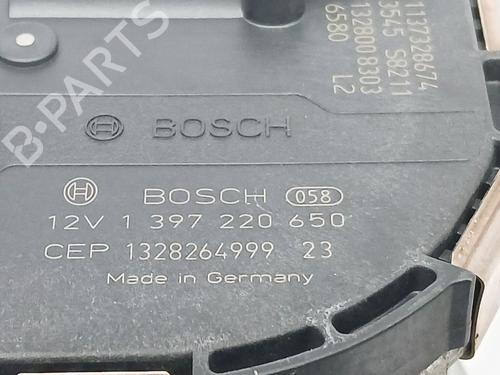 B-PARTS
1137328674
3545 S8211
1328008303
6580 L2
BOSCH
BOSCH 058
12V 1 397 220 650
CEP 1328264999 23
Made in Germany